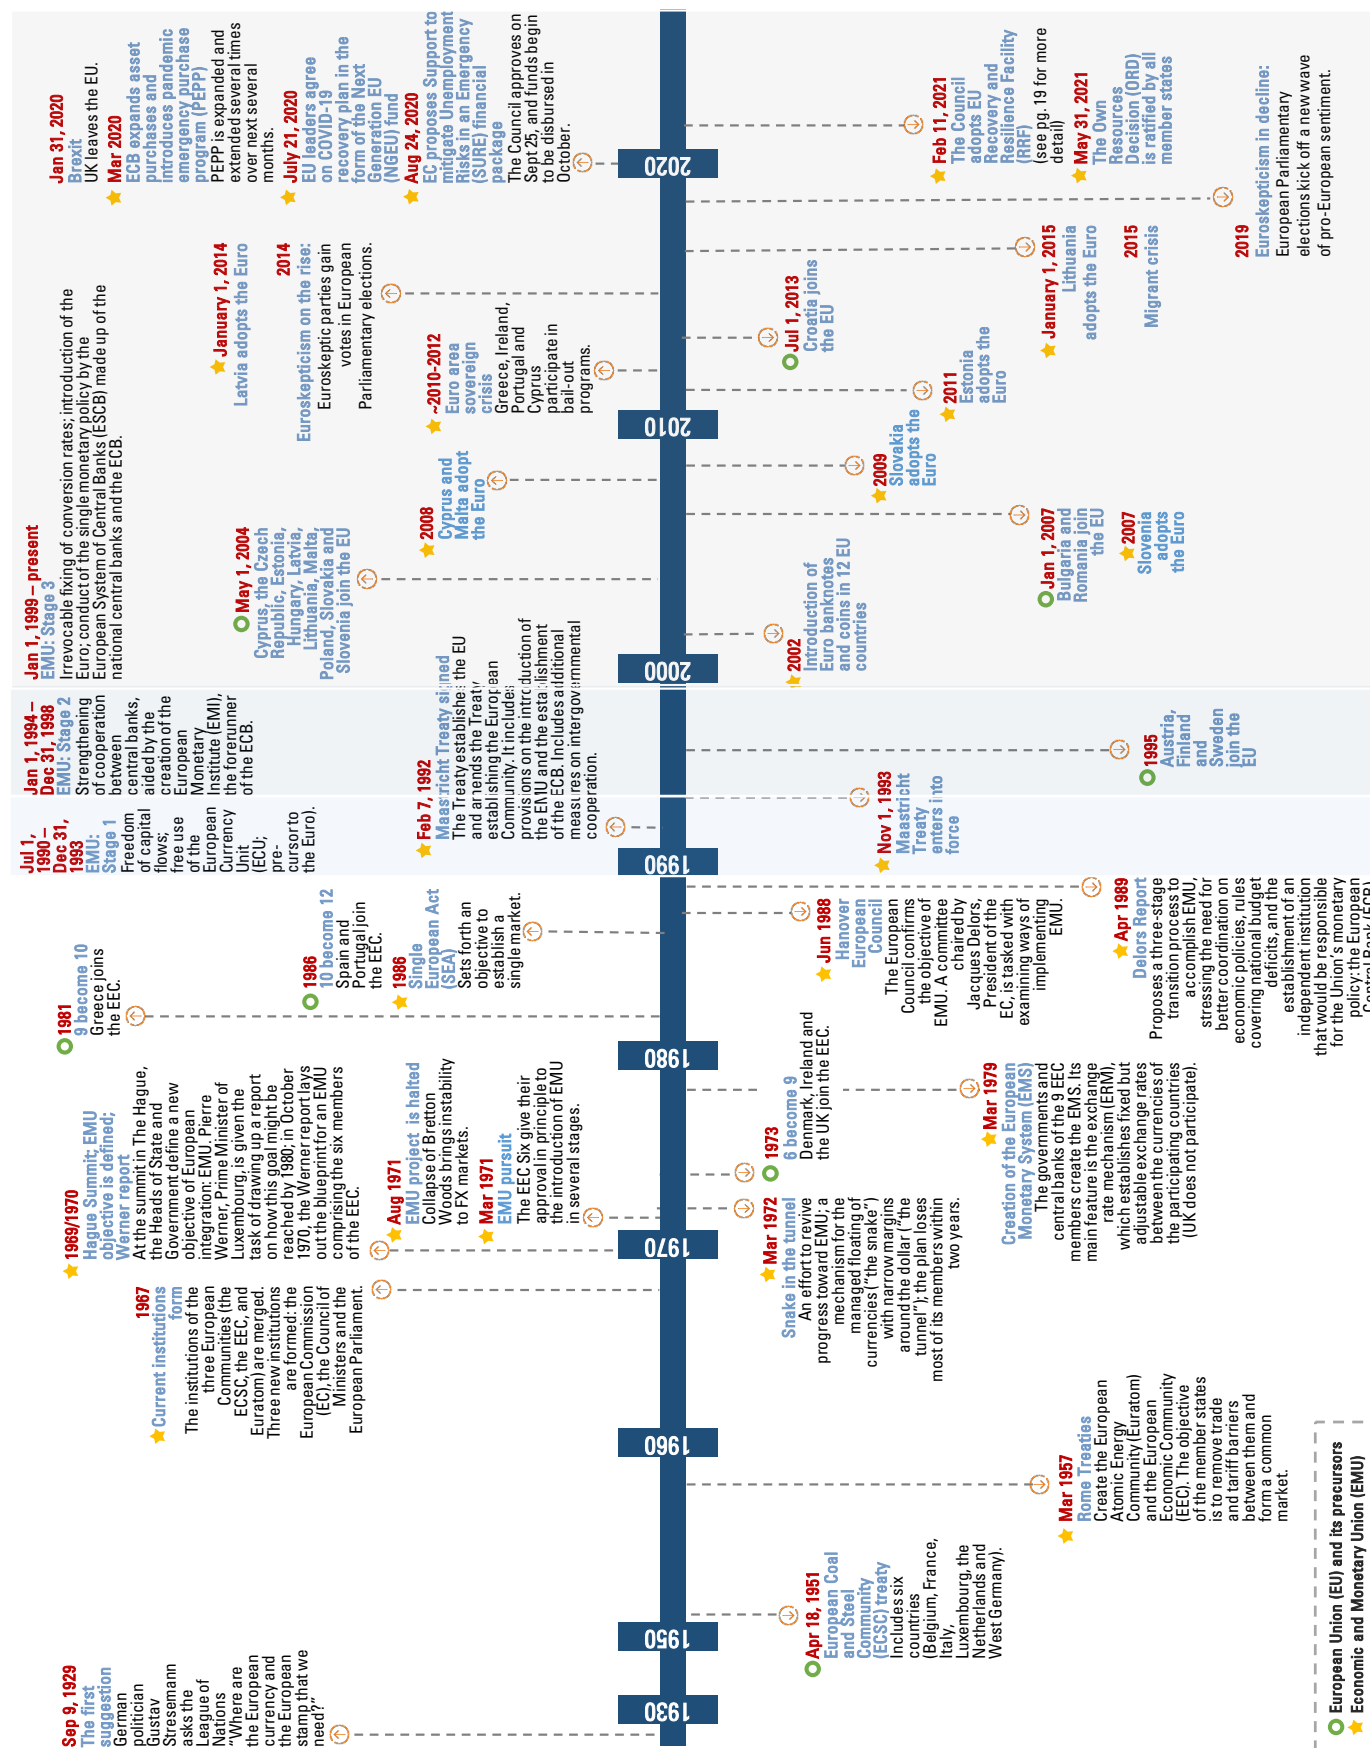 Sep 9, 1929
The first
suggestion
German
politician
Gustav
Stresemann
asks the
League of
Nations
“Where are
the European
currency and
the European
stamp that we
need?”
1967
Current institutions
form
The institutions of the
three European
Communities (the
ECSC, the EEC, and
Euratom) are merged.
Three new institutions
are formed: the
European Commission
(EC), the Council of
Ministers and the
European Parliament.
1969/1970
Hague Summit; EMU
objective is defined;
Werner report
At the summit in The Hague,
the Heads of State and
Government define a new
objective of European
integration: EMU. Pierre
Werner, Prime Minister of
Luxembourg, is given the
task of drawing up a report
on how this goal might be
reached by 1980; in October
1970, the Werner report lays
out the blueprint for an EMU
comprising the six members
of the EEC.
Aug 1971
EMU project is halted
Collapse of Bretton
Woods brings instability
to FX markets.
Mar 1971
EMU pursuit
The EEC Six give their
approval in principle to
the introduction of EMU
in several stages.
1981
9 become 10
Greece joins
the EEC.
1986
10 become 12
Spain and
Portugal join
the EEC.
1986
Single
European Act
(SEA)
Sets forth an
objective to
establish a
single market.
Jul 1,
1990 –
Dec 31,
1993
EMU:
Stage 1
Freedom
of capital
flows;
free use
of the
European
Currency
Unit
(ECU;
pre-
cursor to
the Euro).
Jan 1, 1994 –
Dec 31, 1998
EMU: Stage 2
Strengthening
of cooperation
between
central banks,
aided by the
creation of the
European
Monetary
Institute (EMI),
the forerunner
of the ECB.
Feb 7, 1992
Maastricht Treaty signed
The Treaty establishes the EU
and amends the Treaty
establishing the European
Community. It includes
provisions on the introduction of
the EMU and the establishment
of the ECB. Includes additional
measures on intergovernmental
cooperation.
Jan 1, 1999 – present
EMU: Stage 3
Irrevocable fixing of conversion rates; introduction of the
Euro; conduct of the single monetary policy by the
European System of Central Banks (ESCB) made up of the
national central banks and the ECB.
May 1, 2004
Cyprus, the Czech
Republic, Estonia,
Hungary, Latvia,
Lithuania, Malta,
Poland, Slovakia and
Slovenia join the EU
2008
Cyprus and
Malta adopt
the Euro
January 1, 2014
Latvia adopts the Euro
2014
Euroskepticism on the rise:
Euroskeptic parties gain
votes in European
Parliamentary elections.
~2010-2012
Euro area
sovereign
crisis
Greece, Ireland,
Portugal and
Cyprus
participate in
bail-out
programs.
Jan 31, 2020
Brexit
UK leaves the EU.
Mar 2020
ECB expands asset
purchases and
introduces pandemic
emergency purchase
program (PEPP)
PEPP is expanded and
extended several times
over next several
months.
July 21, 2020
EU leaders agree
on COVID-19
recovery plan in the
form of the Next
Generation EU
(NGEU) fund
Aug 24, 2020
EC proposes Support to
mitigate Unemployment
Risks in an Emergency
(SURE) financial
package
The Council approves on
Sept 25, and funds begin
to be disbursed in
October.
1930
1950
1960
1970
1980
1990
2000
2010
2020
Apr 18, 1951
European Coal
and Steel
Community
(ECSC) treaty
Includes six
countries
(Belgium, France,
Italy,
Luxembourg, the
Netherlands and
West Germany).
Mar 1957
Rome Treaties
Create the European
Atomic Energy
Community (Euratom)
and the European
Economic Community
(EEC). The objective
of the member states
is to remove trade
and tariff barriers
between them and
form a common
market.
Mar 1972
Snake in the tunnel
An effort to revive
progress toward EMU; a
mechanism for the
managed floating of
currencies (“the snake”)
with narrow margins
around the dollar (“the
tunnel”); the plan loses
most of its members within
two years.
1973
6 become 9
Denmark, Ireland and
the UK join the EEC.
Mar 1979
Creation of the European
Monetary System (EMS)
The governments and
central banks of the 9 EEC
members create the EMS. Its
main feature is the exchange
rate mechanism (ERM),
which establishes fixed but
adjustable exchange rates
between the currencies of
the participating countries
(UK does not participate).
Jun 1988
Hanover
European
Council
The European
Council confirms
the objective of
EMU. A committee
chaired by
Jacques Delors,
President of the
EC, is tasked with
examining ways of
implementing
EMU.
Apr 1989
Delors Report
Proposes a three-stage
transition process to
accomplish EMU,
stressing the need for
better coordination on
economic policies, rules
covering national budget
deficits, and the
establishment of an
independent institution
that would be responsible
for the Union’s monetary
policy: the European
Central Bank (ECB)
Nov 1, 1993
Maastricht
Treaty
enters into
force
1995
Austria,
Finland
and
Sweden
join the
EU
2002
Introduction of
Euro banknotes
and coins in 12 EU
countries
Jan 1, 2007
Bulgaria and
Romania join
the EU
2007
Slovenia
adopts
the Euro
2009
Slovakia
adopts the
Euro
2011
Estonia
adopts the
Euro
Jul 1, 2013
Croatia joins
the EU
January 1, 2015
Lithuania
adopts the Euro
2015
Migrant crisis
2019
Euroskepticism in decline:
European Parliamentary
elections kick off a new wave
of pro-European sentiment.
Feb 11, 2021
The Council
adopts EU
Recovery and
Resilience Facility
(RRF)
(see pg. 19 for more
detail)
May 31, 2021
The Own
Resources
Decision (ORD)
is ratified by all
member states
European Union (EU) and its precursors
Economic and Monetary Union (EMU)